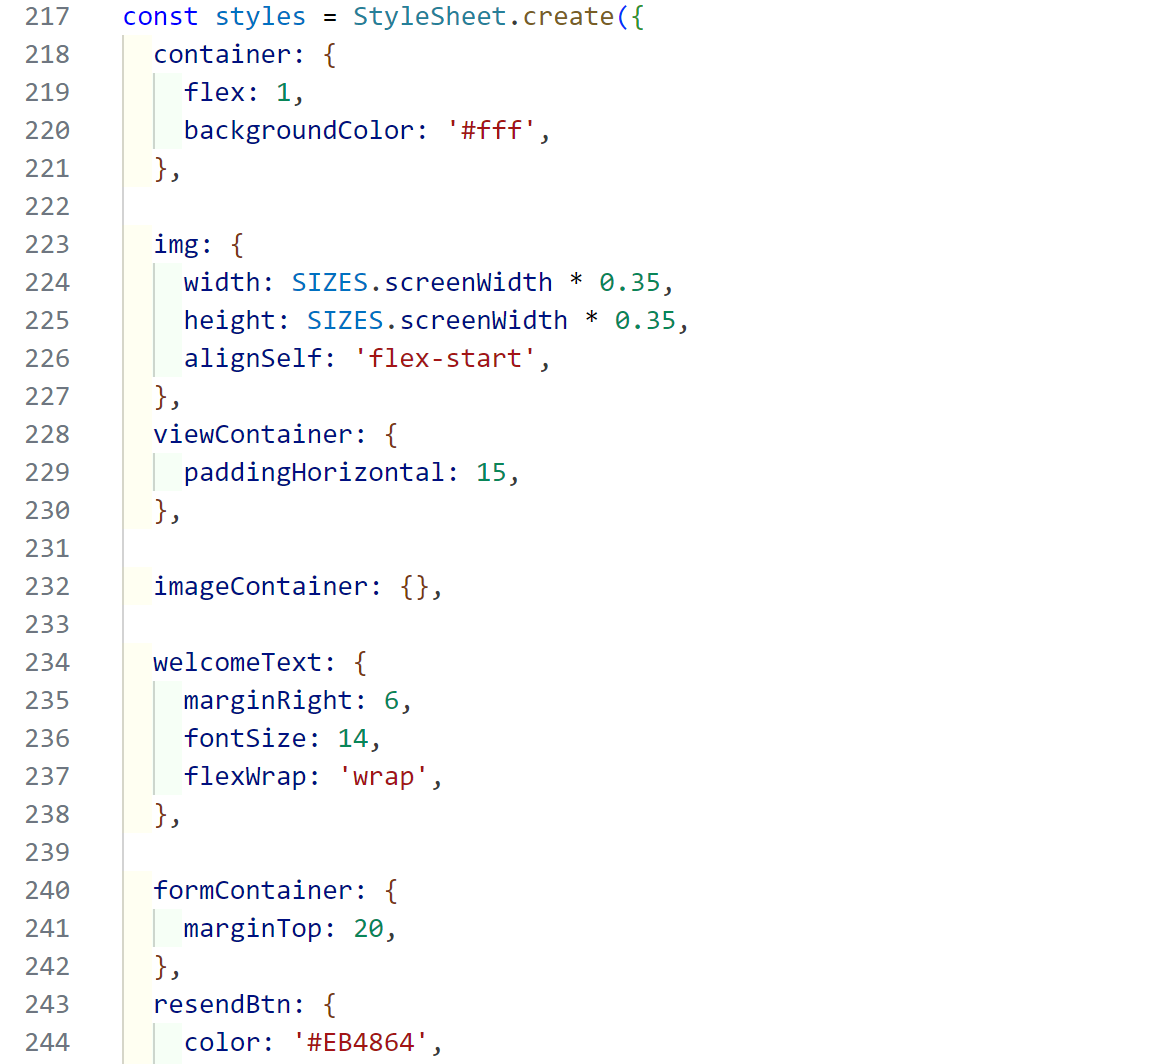 217 const styles = StyleSheet.create({
218   container: {
219     flex: 1,
220     backgroundColor: '#fff',
221   },
222
223   img: {
224     width: SIZES.screenWidth * 0.35,
225     height: SIZES.screenWidth * 0.35,
226     alignSelf: 'flex-start',
227   },
228   viewContainer: {
229     paddingHorizontal: 15,
230   },
231
232   imageContainer: {},
233
234   welcomeText: {
235     marginRight: 6,
236     fontSize: 14,
237     flexWrap: 'wrap',
238   },
239
240   formContainer: {
241     marginTop: 20,
242   },
243   resendBtn: {
244     color: '#EB4864',